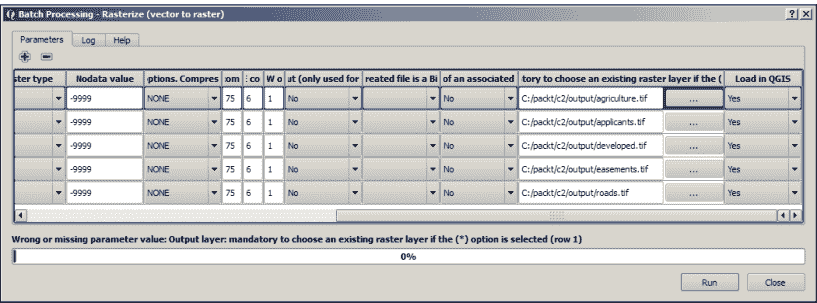 Batch Processing - Rasterize (vector to raster)
Parameters Log Help
ster type Nodata value ptions. Compres om : co W o ut (only used for reated file is a Bi of an associated tory to choose an existing raster layer if the ( Load in QGIS
-9999 NONE 75 6 1 No No C:/packt/c2/output/agriculture.tif ... Yes
-9999 NONE 75 6 1 No No C:/packt/c2/output/applicants.tif ... Yes
-9999 NONE 75 6 1 No No C:/packt/c2/output/developed.tif ... Yes
-9999 NONE 75 6 1 No No C:/packt/c2/output/easements.tif ... Yes
-9999 NONE 75 6 1 No No C:/packt/c2/output/roads.tif ... Yes
Wrong or missing parameter value: Output layer: mandatory to choose an existing raster layer if the (*) option is selected (row 1)
0%
Run Close